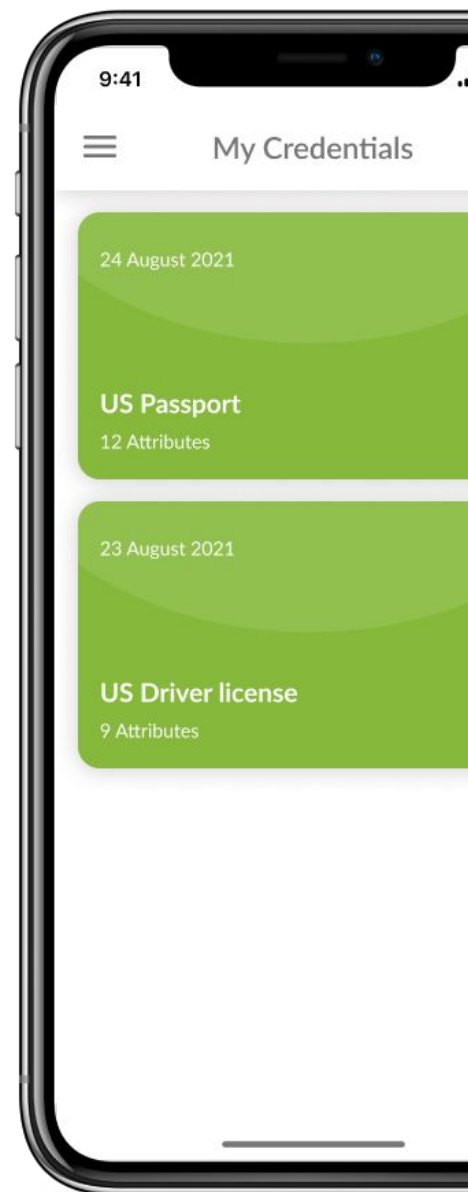 9:41
My Credentials
24 August 2021
US Passport
12 Attributes
23 August 2021
US Driver license
9 Attributes